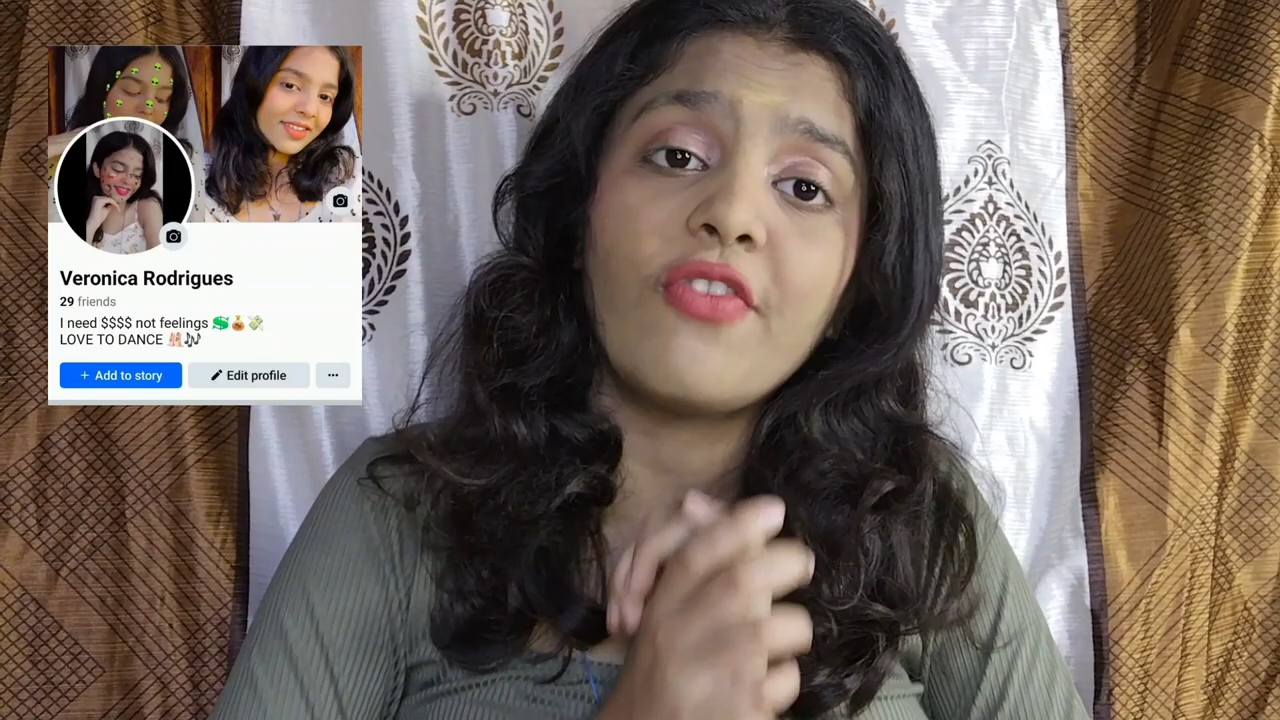 Veronica Rodrigues
29 friends
I need $$$$ not feelings 💲💰💸
LOVE TO DANCE 🩰🎶
+ Add to story
Edit profile
...